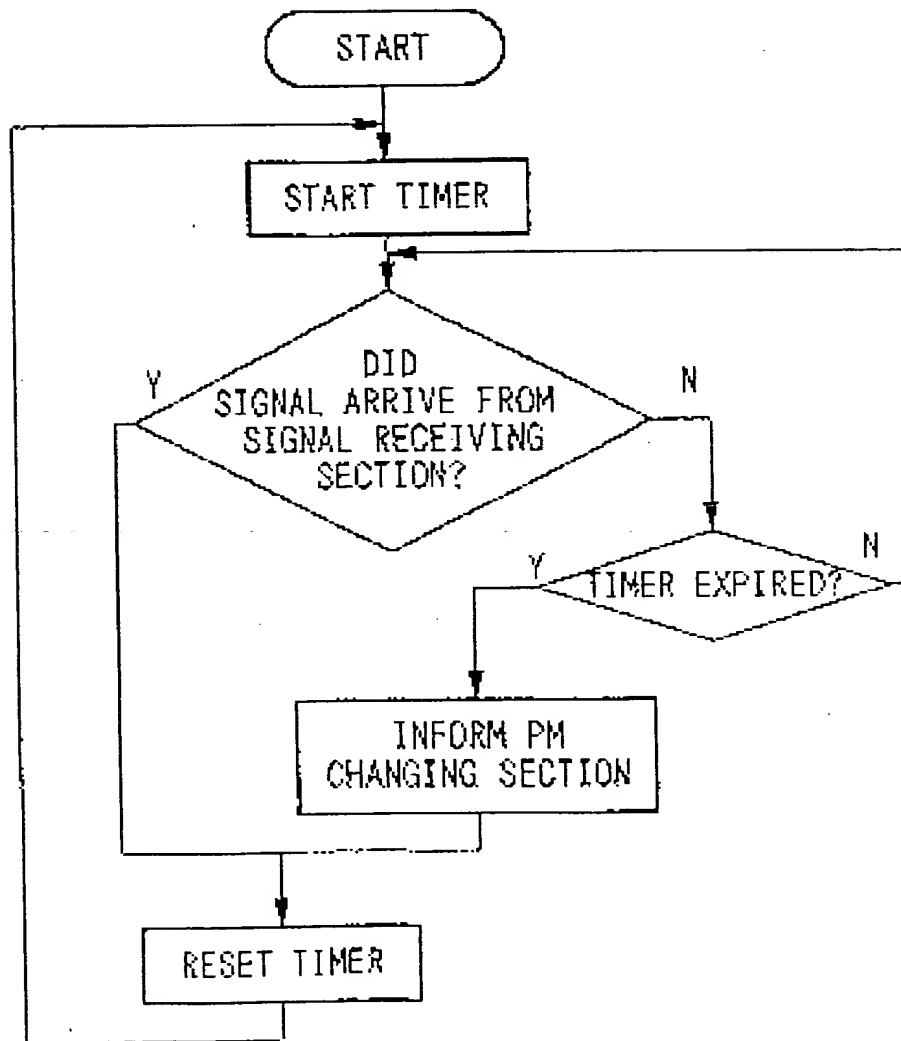 START
START TIMER
DID
SIGNAL ARRIVE FROM
SIGNAL RECEIVING
SECTION?
Y
N
TIMER EXPIRED?
Y
N
INFORM PM
CHANGING SECTION
RESET TIMER